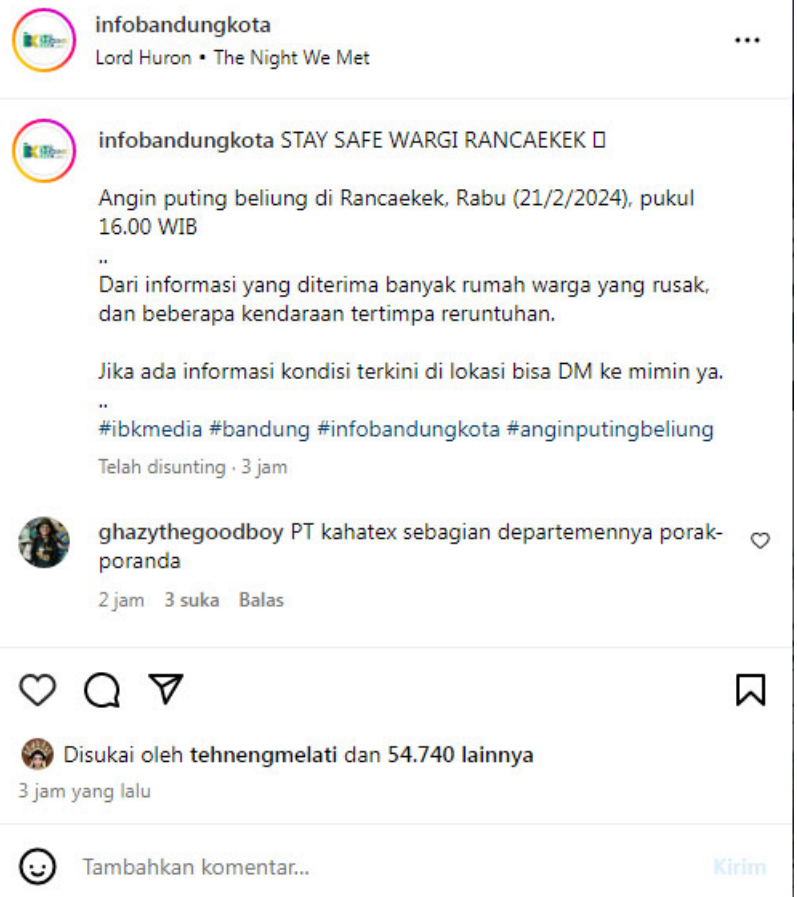 infobandungkota
Lord Huron • The Night We Met
infobandungkota STAY SAFE WARGI RANCAEKEK
Angin puting beliung di Rancaekek, Rabu (21/2/2024), pukul
16.00 WIB
..
Dari informasi yang diterima banyak rumah warga yang rusak,
dan beberapa kendaraan tertimpa reruntuhan.
Jika ada informasi kondisi terkini di lokasi bisa DM ke mimin ya.
..
#ibkmedia #bandung #infobandungkota #anginputingbeliung
Telah disunting · 3 jam
ghazythegoodboy PT kahatex sebagian departemennya porak-
poranda
2 jam 3 suka Balas
Disukai oleh tehnengmelati dan 54.740 lainnya
3 jam yang lalu
Tambahkan komentar...
Kirim